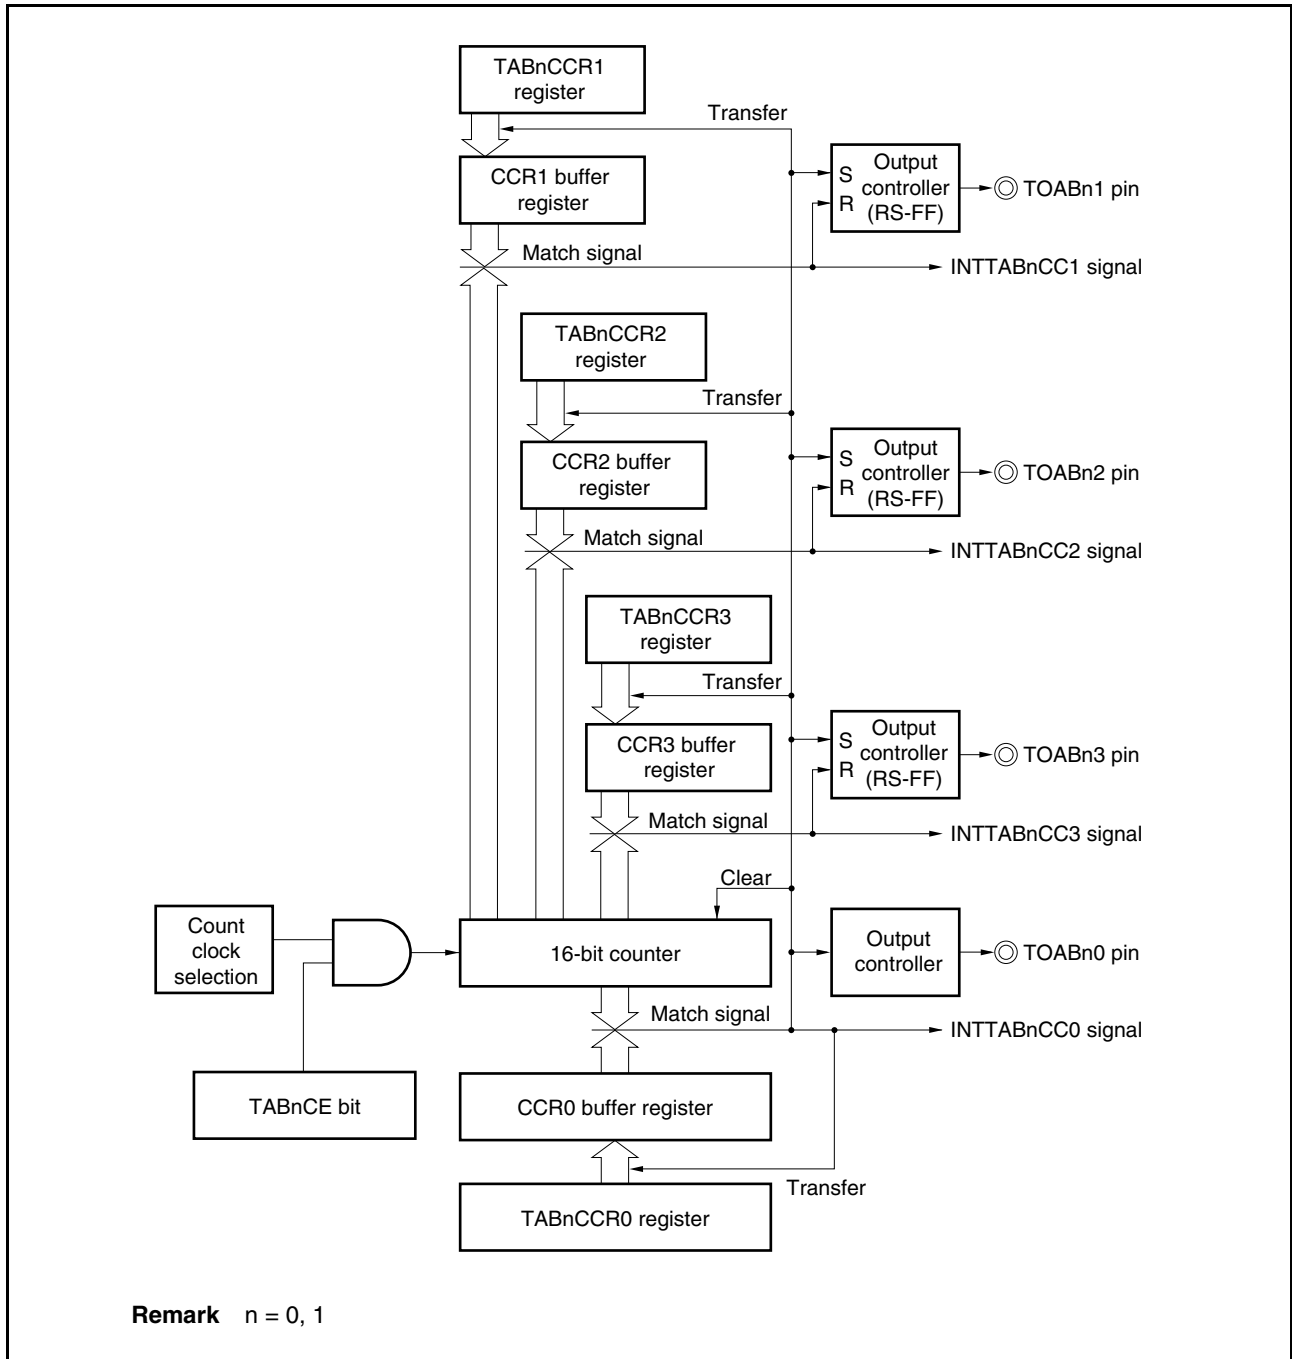 TABnCCR1
register
Transfer
CCR1 buffer
register
S
R
Output
controller
(RS-FF)
TOABn1 pin
Match signal
INTTABnCC1 signal
TABnCCR2
register
Transfer
CCR2 buffer
register
S
R
Output
controller
(RS-FF)
TOABn2 pin
Match signal
INTTABnCC2 signal
TABnCCR3
register
Transfer
CCR3 buffer
register
S
R
Output
controller
(RS-FF)
TOABn3 pin
Match signal
INTTABnCC3 signal
Clear
Count
clock
selection
16-bit counter
Output
controller
TOABn0 pin
Match signal
INTTABnCC0 signal
TABnCE bit
CCR0 buffer register
Transfer
TABnCCR0 register
Remark n = 0, 1